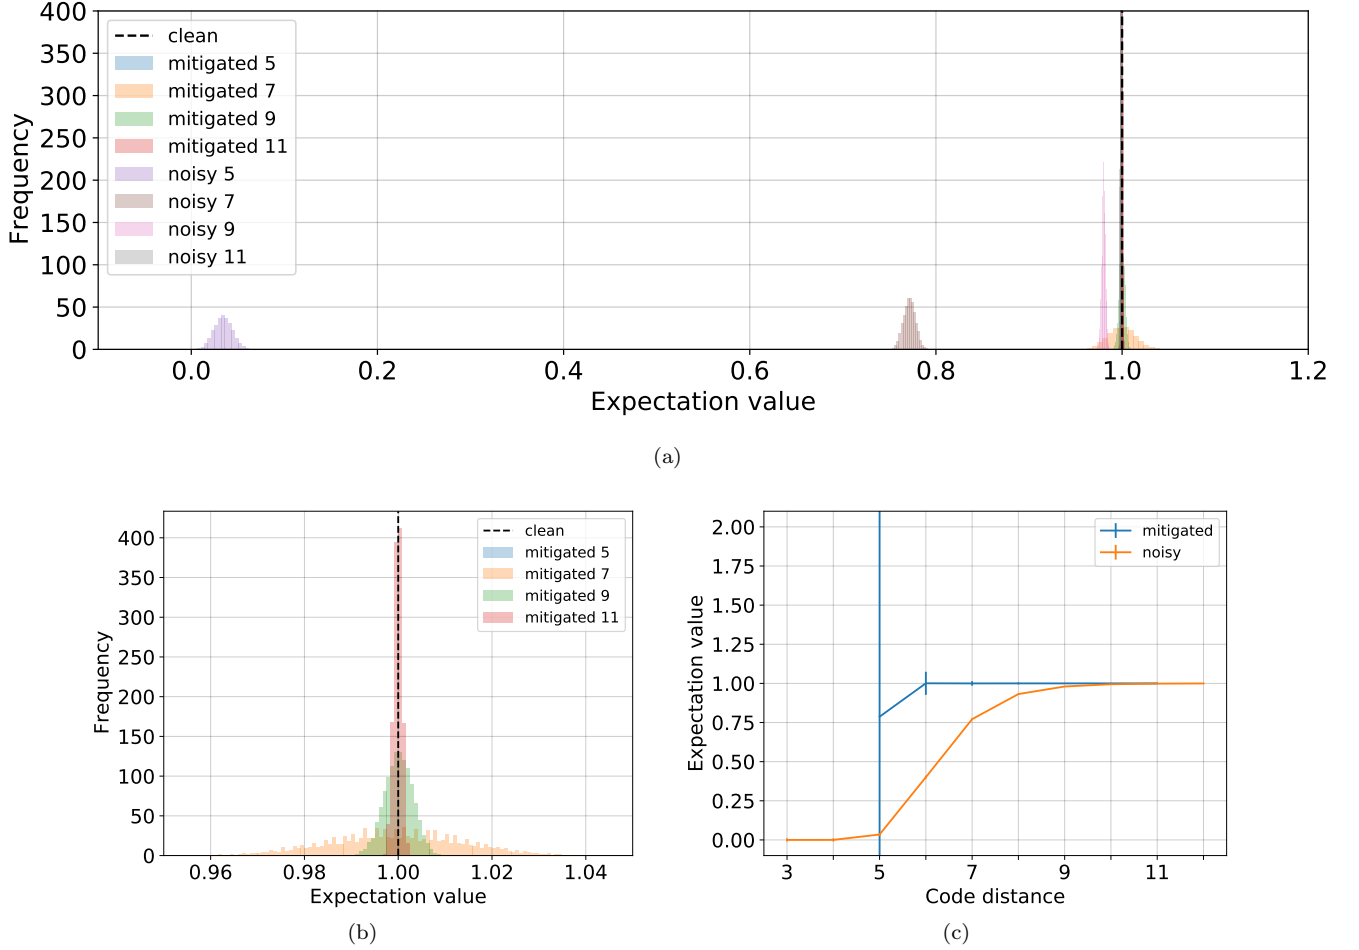 400
350
300
250
200
150
100
50
0
Frequency
clean
mitigated 5
mitigated 7
mitigated 9
mitigated 11
noisy 5
noisy 7
noisy 9
noisy 11
0.0 0.2 0.4 0.6 0.8 1.0 1.2
Expectation value
(a)
400
350
300
250
200
150
100
50
0
Frequency
clean
mitigated 5
mitigated 7
mitigated 9
mitigated 11
0.96 0.98 1.00 1.02 1.04
Expectation value
(b)
2.00
1.75
1.50
1.25
1.00
0.75
0.50
0.25
0.00
Expectation value
mitigated
noisy
3 5 7 9 11
Code distance
(c)